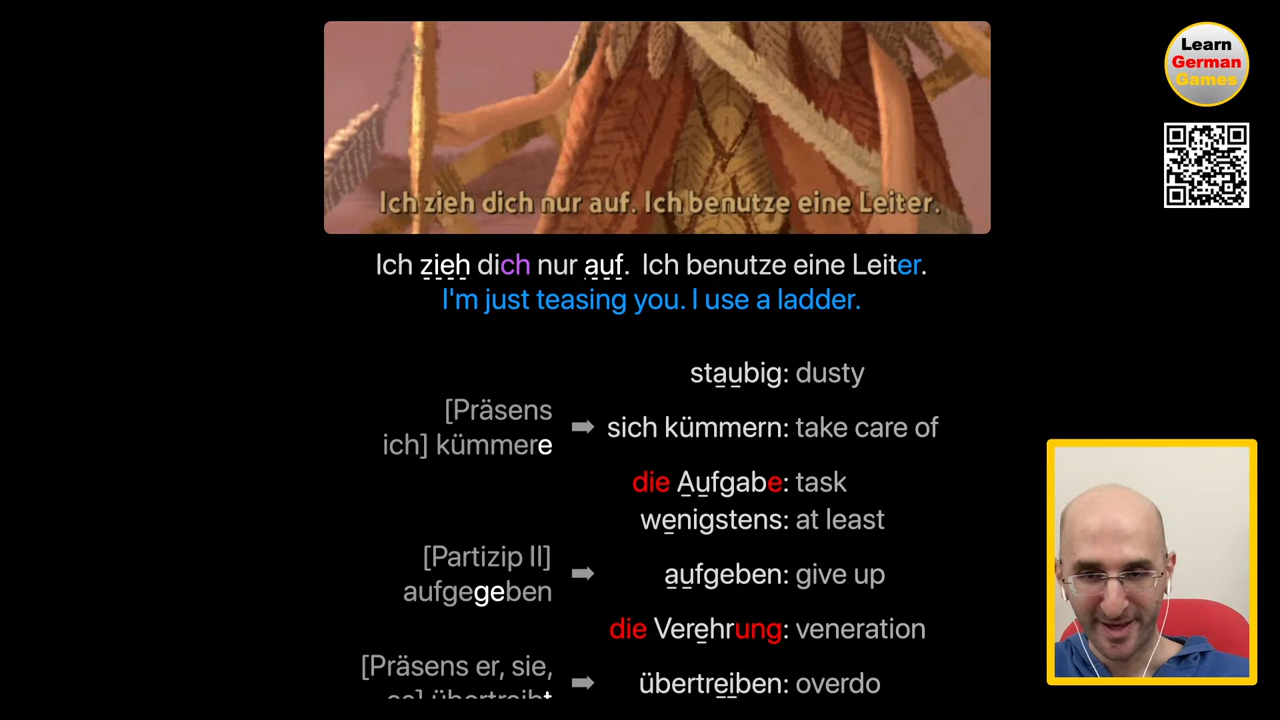 Learn
German
Games
Ich zieh dich nur auf. Ich benutze eine Leiter.
Ich zieh dich nur auf. Ich benutze eine Leiter.
I'm just teasing you. I use a ladder.
staubig: dusty
[Präsens
ich] kümmere
➡ sich kümmern: take care of
die Aufgabe: task
wenigstens: at least
[Partizip II]
aufgegeben
➡ aufgeben: give up
die Verehrung: veneration
[Präsens er, sie,
es] übertreibt
➡ übertreiben: overdo